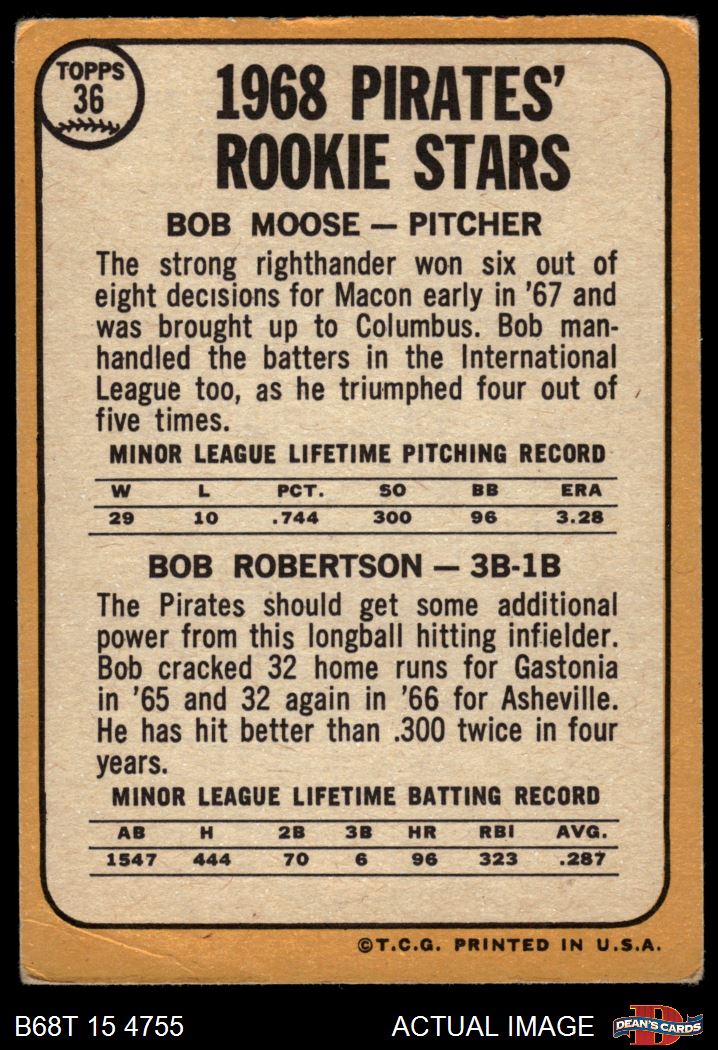 TOPPS
36
1968 PIRATES'
ROOKIE STARS
BOB MOOSE — PITCHER
The strong righthander won six out of
eight decisions for Macon early in '67 and
was brought up to Columbus. Bob man-
handled the batters in the International
League too, as he triumphed four out of
five times.
MINOR LEAGUE LIFETIME PITCHING RECORD
W L PCT. SO BB ERA
29 10 .744 300 96 3.28
BOB ROBERTSON — 3B-1B
The Pirates should get some additional
power from this longball hitting infielder.
Bob cracked 32 home runs for Gastonia
in '65 and 32 again in '66 for Asheville.
He has hit better than .300 twice in four
years.
MINOR LEAGUE LIFETIME BATTING RECORD
AB H 2B 3B HR RBI AVG.
1547 444 70 6 96 323 .287
©T.C.G. PRINTED IN U.S.A.
B68T 15 4755 ACTUAL IMAGE D DEAN'S CARDS